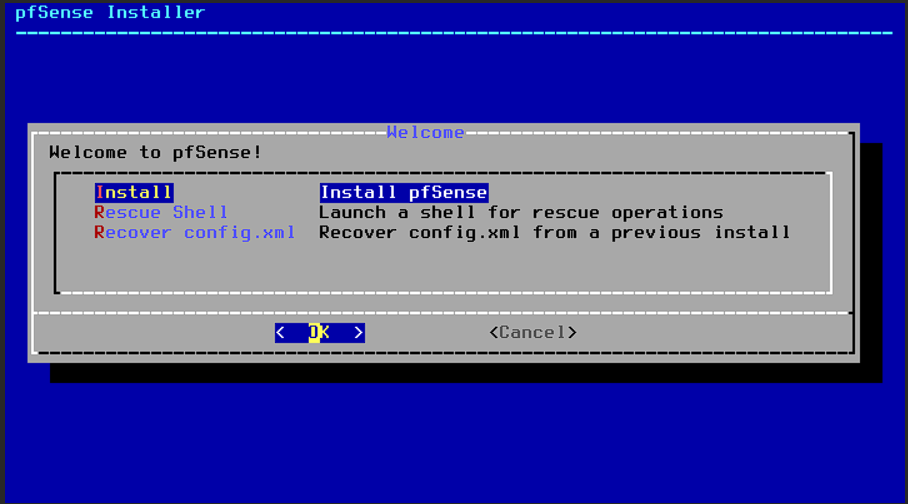 pfSense Installer
Welcome
Welcome to pfSense!
Install Install pfSense
Rescue Shell Launch a shell for rescue operations
Recover config.xml Recover config.xml from a previous install
< OK > <Cancel>